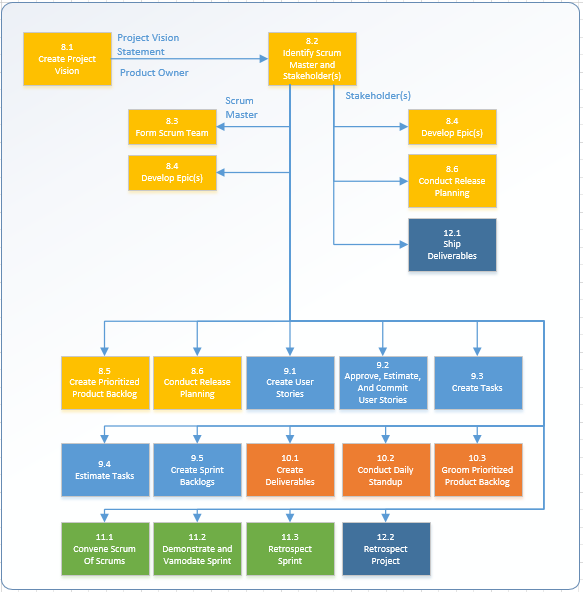 8.1
Create Project
Vision
Project Vision
Statement
Product Owner
8.2
Identify Scrum
Master and
Stakeholder(s)
Scrum
Master
Stakeholder(s)
8.3
Form Scrum Team
8.4
Develop Epic(s)
8.4
Develop Epic(s)
8.6
Conduct Release
Planning
12.1
Ship
Deliverables
8.5
Create Prioritized
Product Backlog
8.6
Conduct Release
Planning
9.1
Create User
Stories
9.2
Approve, Estimate,
And Commit
User Stories
9.3
Create Tasks
9.4
Estimate Tasks
9.5
Create Sprint
Backlogs
10.1
Create
Deliverables
10.2
Conduct Daily
Standup
10.3
Groom Prioritized
Product Backlog
11.1
Convene Scrum
Of Scrums
11.2
Demonstrate and
Vamodate Sprint
11.3
Retrospect
Sprint
12.2
Retrospect
Project